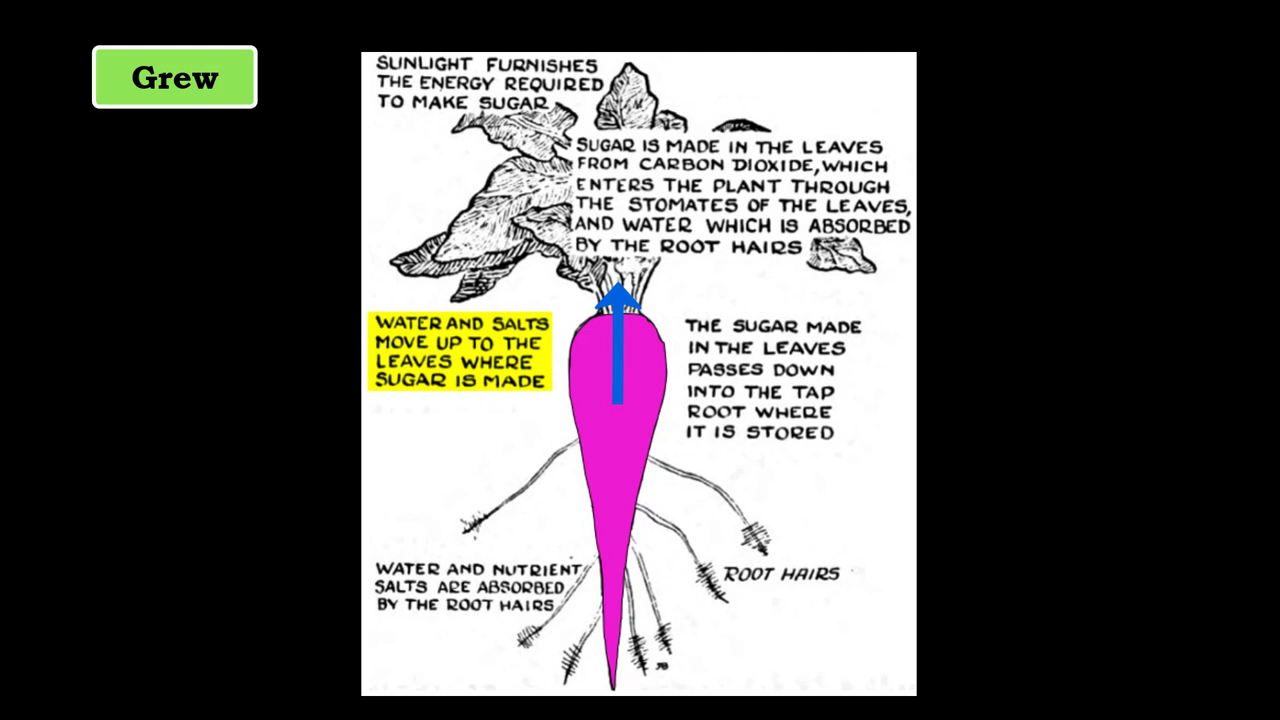 Grew
SUNLIGHT FURNISHES
THE ENERGY REQUIRED
TO MAKE SUGAR
SUGAR IS MADE IN THE LEAVES
FROM CARBON DIOXIDE, WHICH
ENTERS THE PLANT THROUGH
THE STOMATES OF THE LEAVES,
AND WATER WHICH IS ABSORBED
BY THE ROOT HAIRS
WATER AND SALTS
MOVE UP TO THE
LEAVES WHERE
SUGAR IS MADE
THE SUGAR MADE
IN THE LEAVES
PASSES DOWN
INTO THE TAP
ROOT WHERE
IT IS STORED
WATER AND NUTRIENT
SALTS ARE ABSORBED
BY THE ROOT HAIRS
ROOT HAIRS